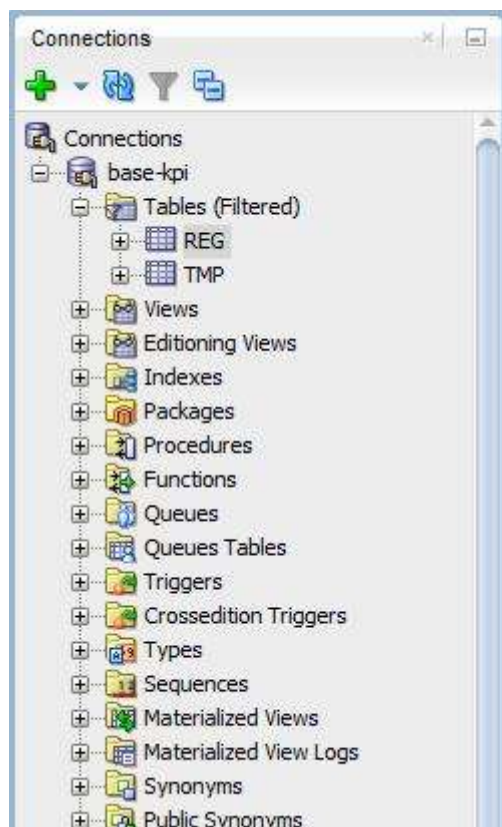 Connections
Connections
base-kpi
Tables (Filtered)
REG
TMP
Views
Editioning Views
Indexes
Packages
Procedures
Functions
Queues
Queues Tables
Triggers
Crossedition Triggers
Types
Sequences
Materialized Views
Materialized View Logs
Synonyms
Public Synonyms